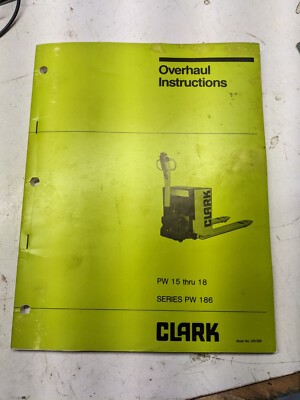 Overhaul
Instructions
CLARK
PW 15 thru 18
SERIES PW 186
CLARK